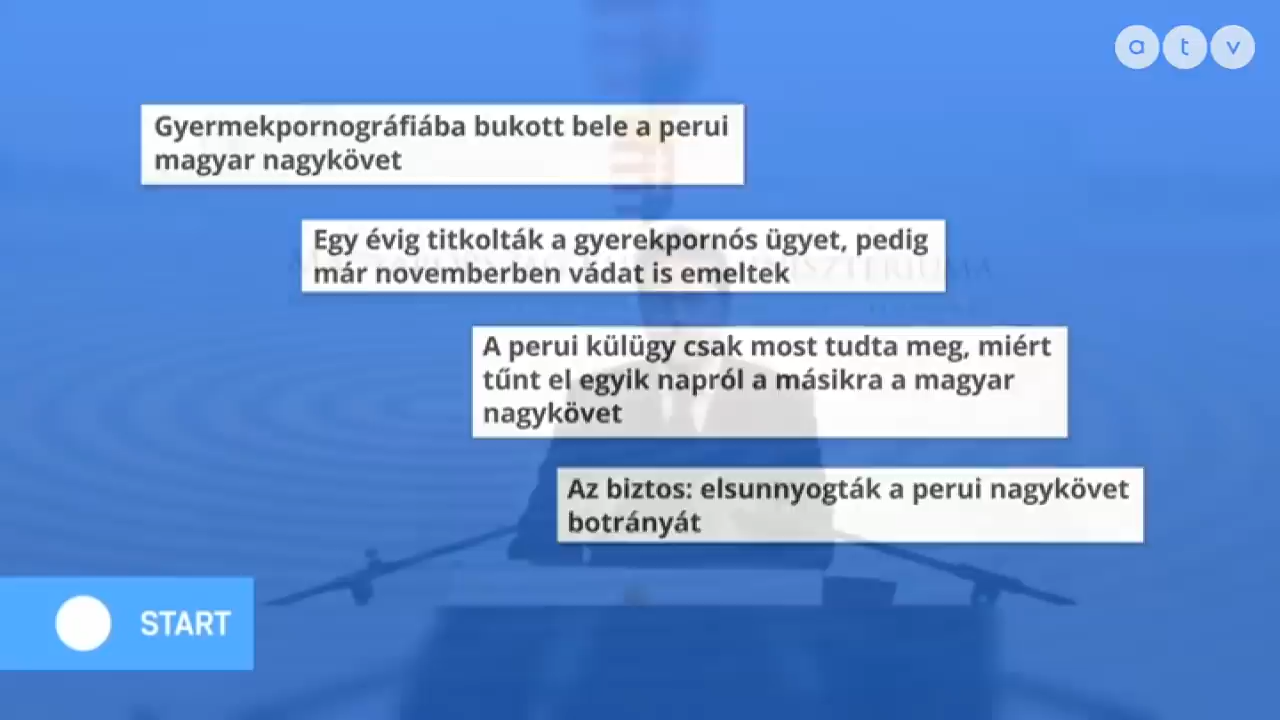 a t v
Gyermekpornográfiába bukott bele a perui
magyar nagykövet
Egy évig titkolták a gyerekpornós ügyet, pedig
már novemberben vádat is emeltek
A perui külügy csak most tudta meg, miért
tűnt el egyik napról a másikra a magyar
nagykövet
Az biztos: elsunnyogták a perui nagykövet
botrányát
START